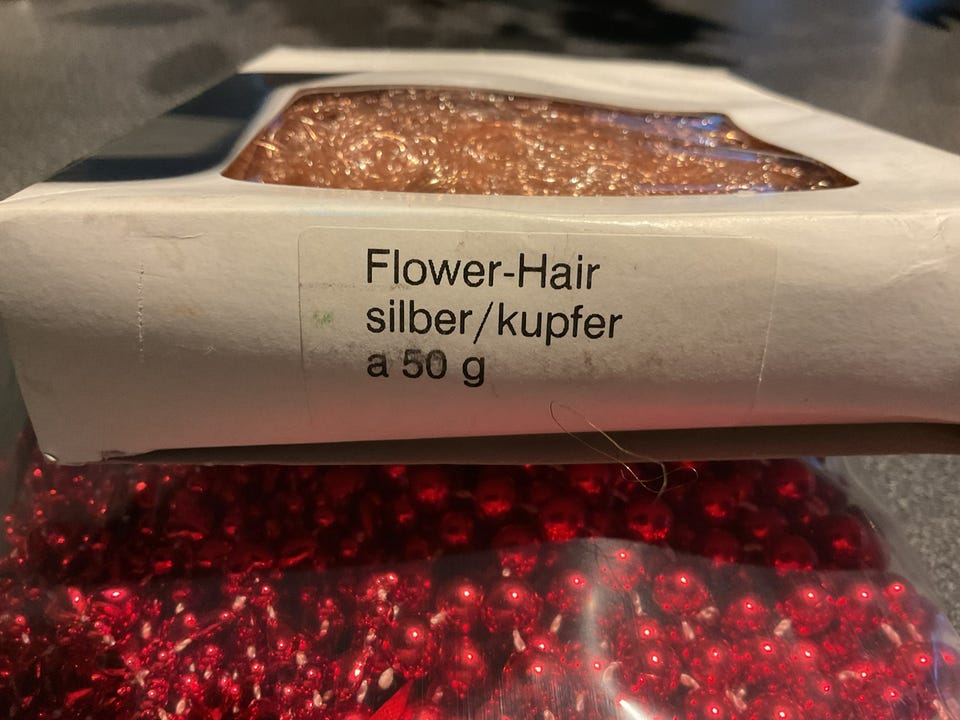 Flower-Hair
silber/kupfer
a 50 g